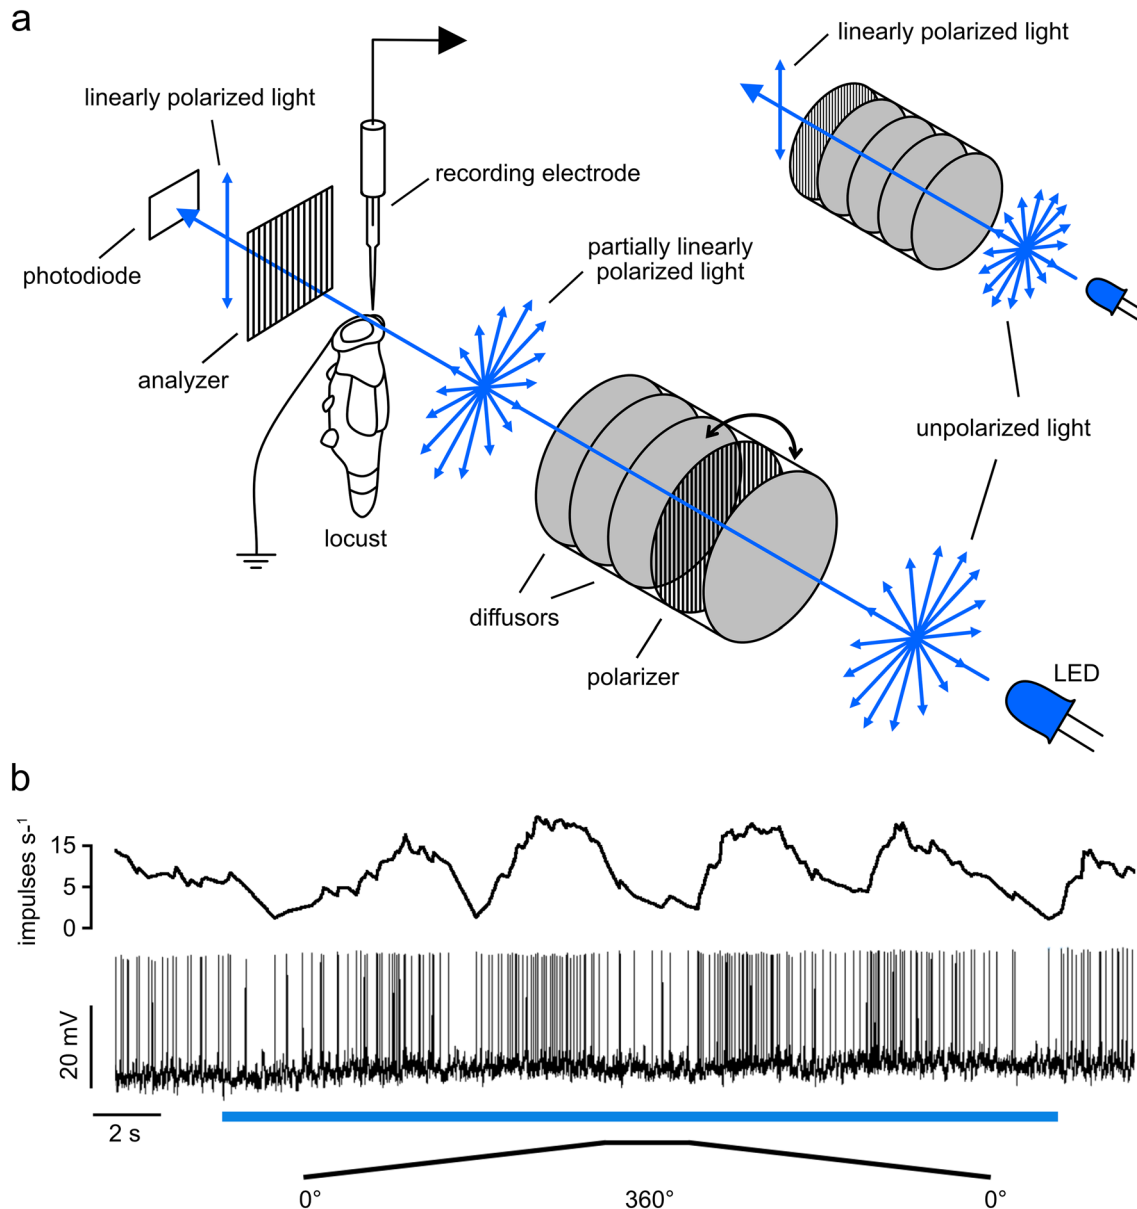 a
linearly polarized light
linearly polarized light
recording electrode
partially linearly
polarized light
photodiode
analyzer
unpolarized light
locust
diffusors
polarizer
LED
b
impulses s-1
15
5
0
20 mV
2 s
0°
360°
0°